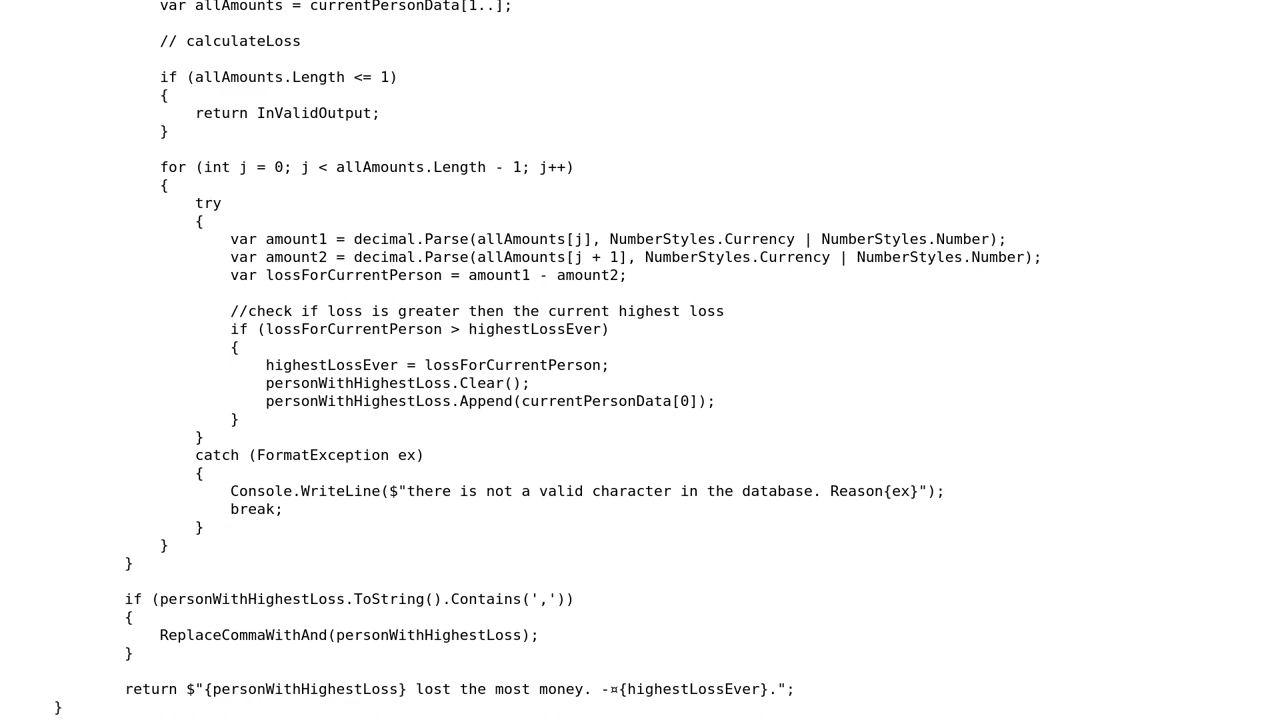 var allAmounts = currentPersonData[1..];
// calculateLoss
if (allAmounts.Length <= 1)
{
return InValidOutput;
}
for (int j = 0; j < allAmounts.Length - 1; j++)
{
try
{
var amount1 = decimal.Parse(allAmounts[j], NumberStyles.Currency | NumberStyles.Number);
var amount2 = decimal.Parse(allAmounts[j + 1], NumberStyles.Currency | NumberStyles.Number);
var lossForCurrentPerson = amount1 - amount2;
//check if loss is greater then the current highest loss
if (lossForCurrentPerson > highestLossEver)
{
highestLossEver = lossForCurrentPerson;
personWithHighestLoss.Clear();
personWithHighestLoss.Append(currentPersonData[0]);
}
}
catch (FormatException ex)
{
Console.WriteLine($"there is not a valid character in the database. Reason{ex}");
break;
}
}
}
if (personWithHighestLoss.ToString().Contains(','))
{
ReplaceCommaWithAnd(personWithHighestLoss);
}
return $"{personWithHighestLoss} lost the most money. -¤{highestLossEver}.";
}